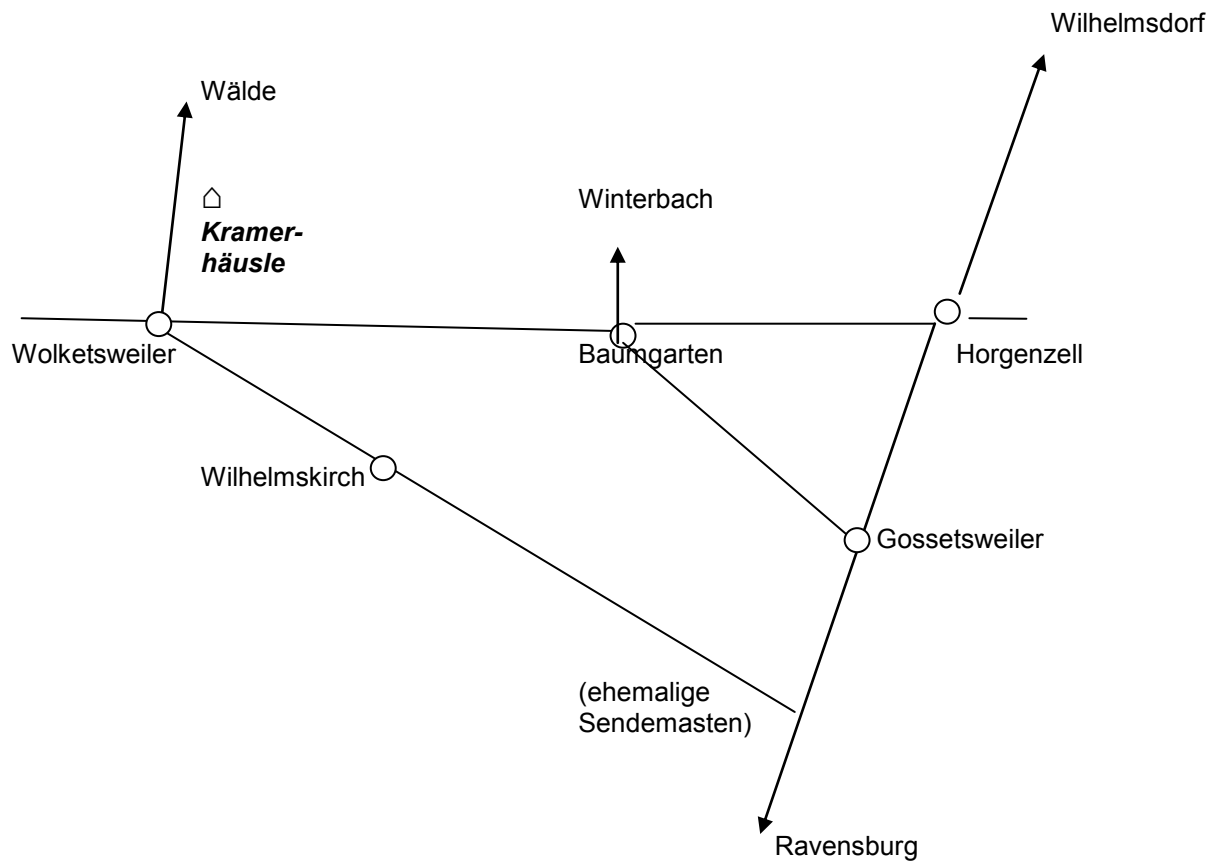 Wilhelmsdorf
Wälde
Kramer-
häusle
Winterbach
Wolketsweiler
Baumgarten
Horgenzell
Wilhelmskirch
Gossetsweiler
(ehemalige
Sendemasten)
Ravensburg